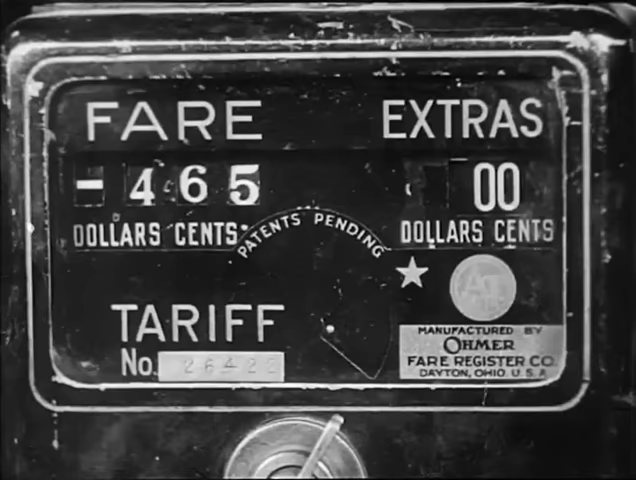 FARE
EXTRAS
- 4 65
00
DOLLARS CENTS
DOLLARS CENTS
PATENTS PENDING
TARIFF
No.
MANUFACTURED BY
OHMER
FARE REGISTER CO.
DAYTON, OHIO. U.S.A